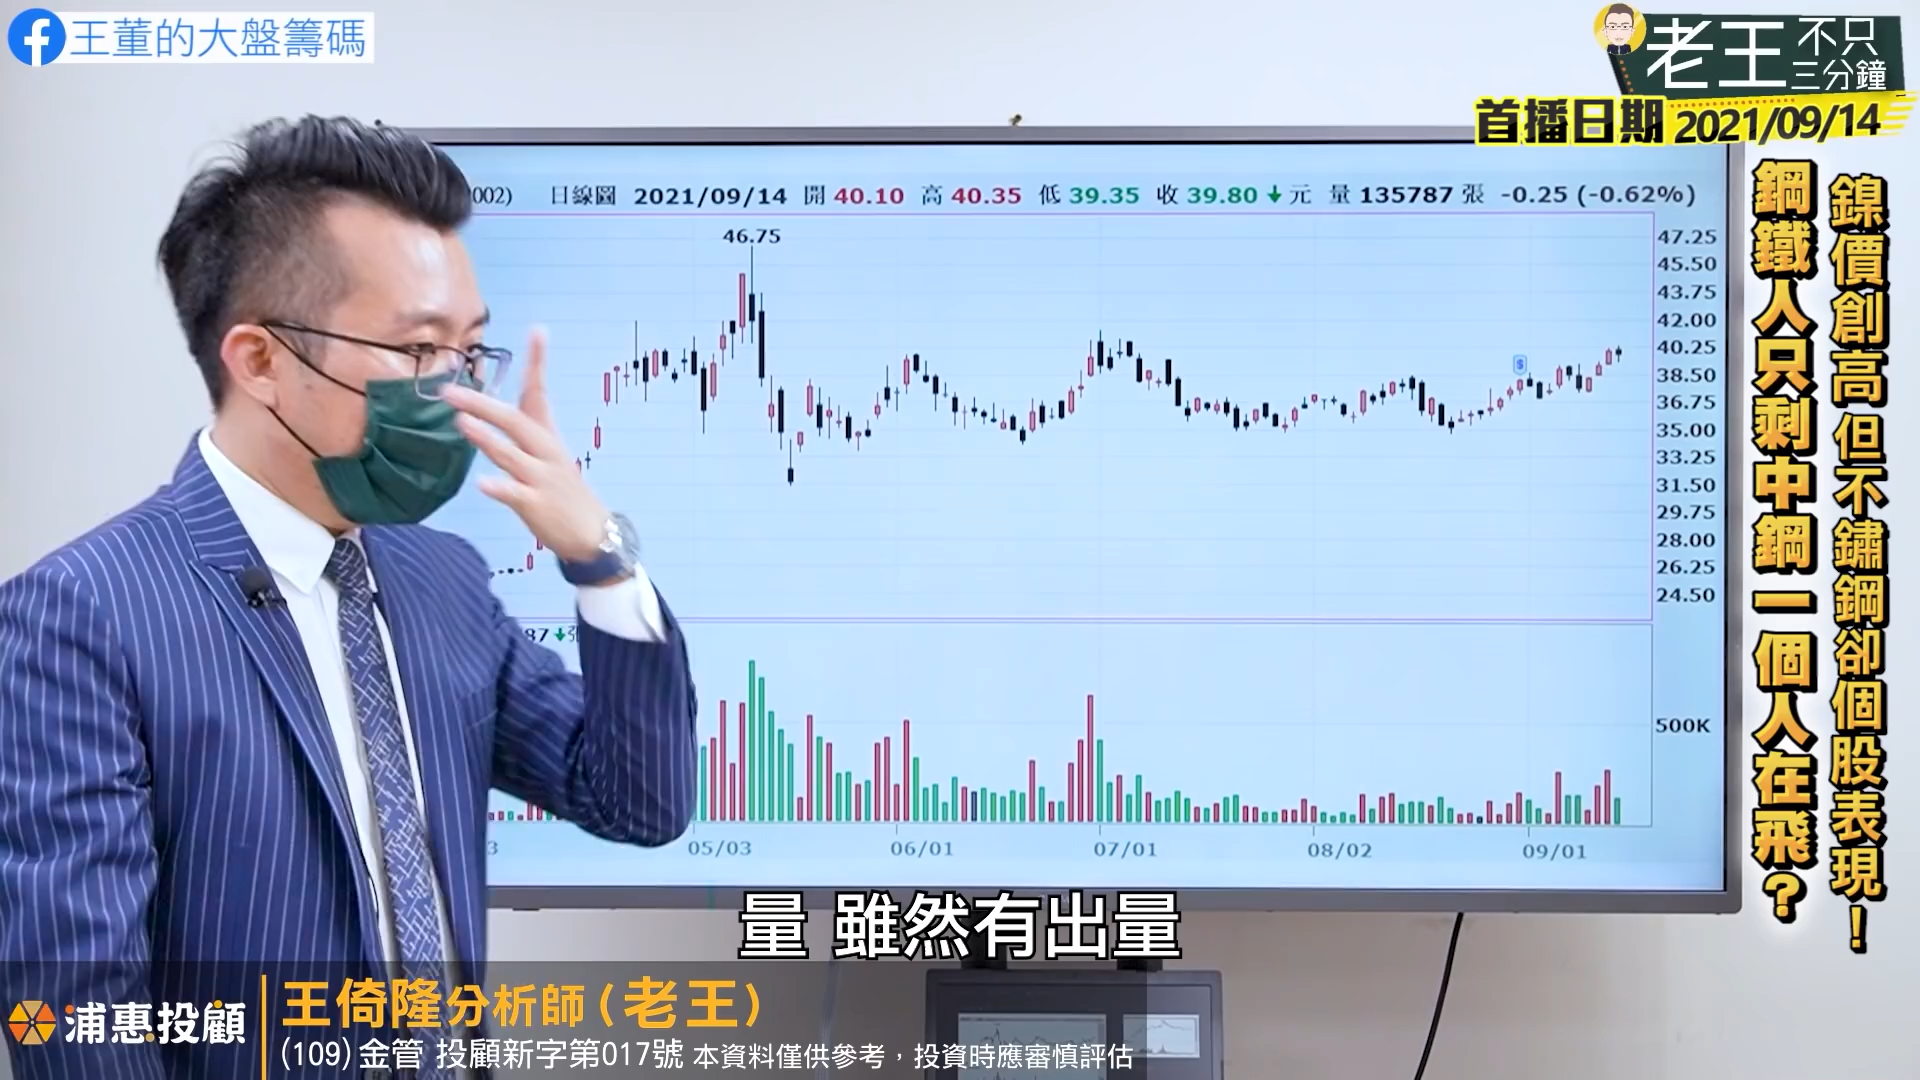 王董的大盤籌碼
老王不只三分鐘
首播日期 2021/09/14
鎳價創高 但不鏽鋼卻個股表現！
鋼鐵人只剩中鋼一個人在飛？
002) 日線圖 2021/09/14 開 40.10 高 40.35 低 39.35 收 39.80 ↓ 元 量 135787 張 -0.25 (-0.62%)
46.75
47.25
45.50
43.75
42.00
40.25
38.50
36.75
35.00
33.25
31.50
29.75
28.00
26.25
24.50
$
87 ↓ 張
500K
3 05/03 06/01 07/01 08/02 09/01
量 雖然有出量
浦惠投顧
王倚隆分析師(老王)
(109) 金管 投顧新字第017號 本資料僅供參考，投資時應審慎評估